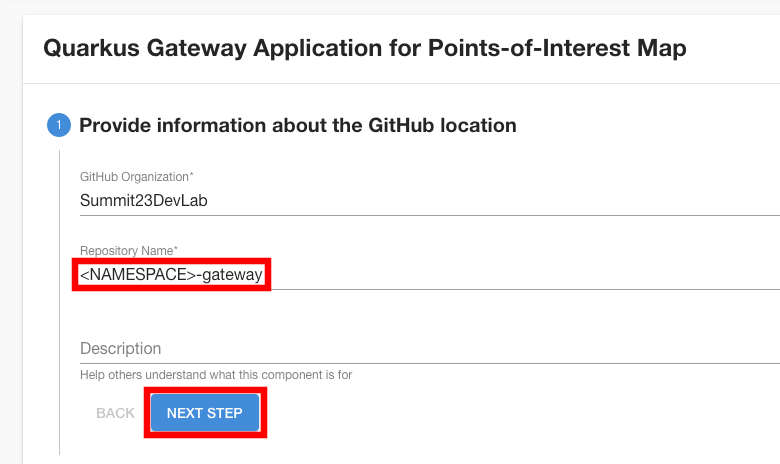 Quarkus Gateway Application for Points-of-Interest Map
1 Provide information about the GitHub location
GitHub Organization*
Summit23DevLab
Repository Name*
<NAMESPACE>-gateway
Description
Help others understand what this component is for
BACK NEXT STEP